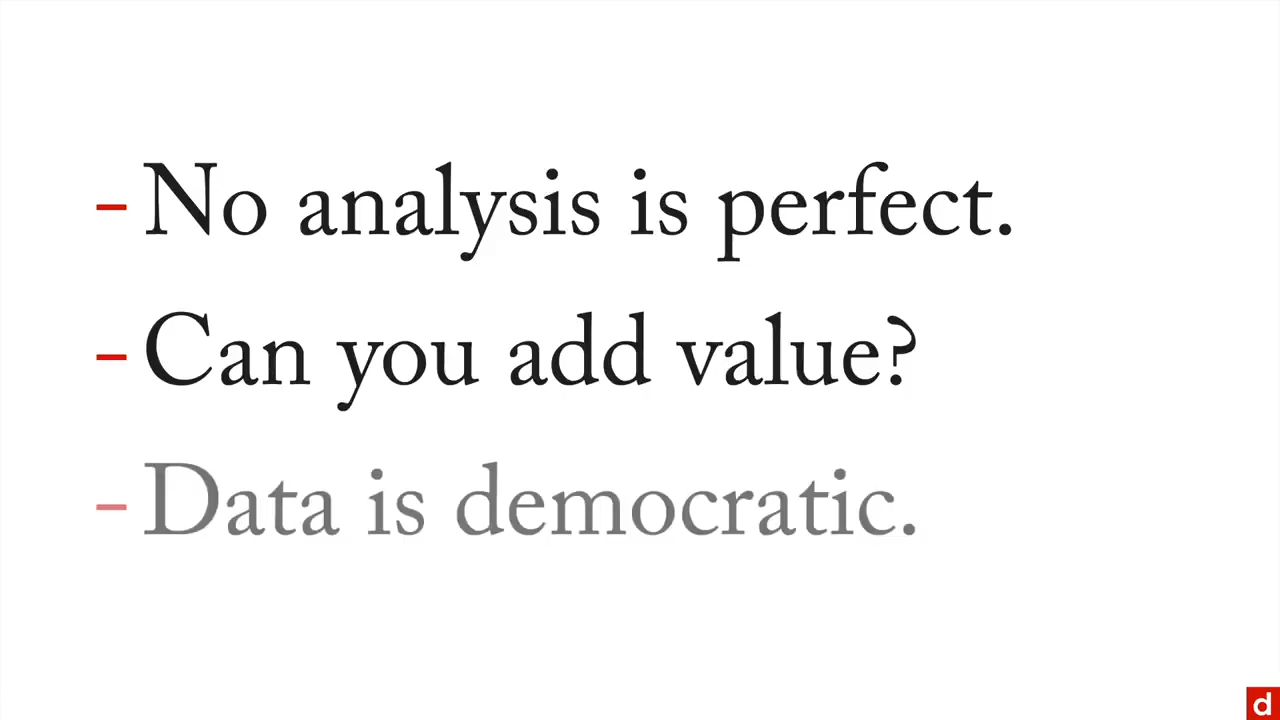 – No analysis is perfect.
– Can you add value?
– Data is democratic.
d